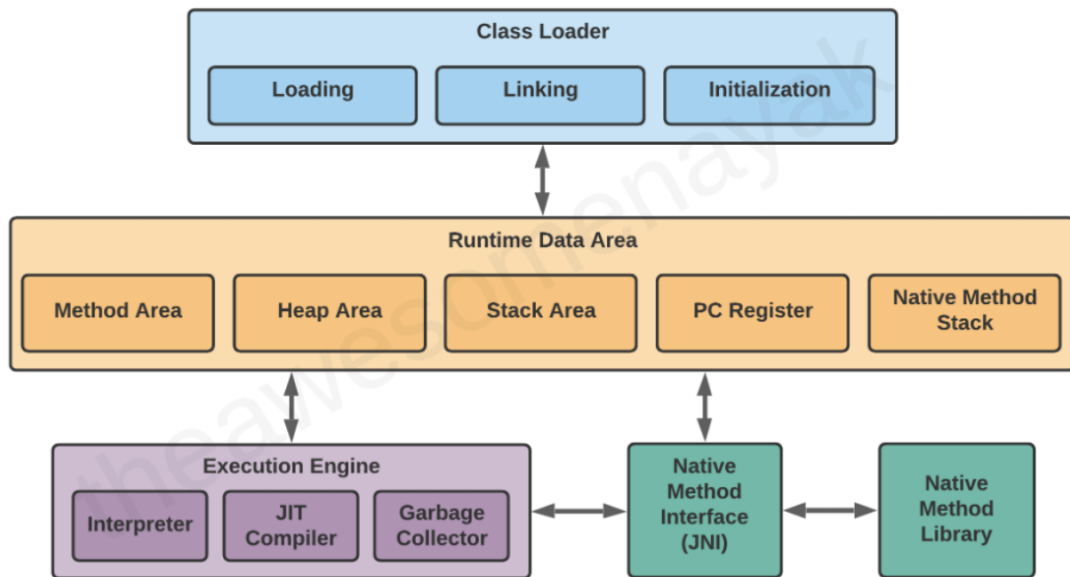 Class Loader
Loading
Linking
Initialization
Runtime Data Area
Method Area
Heap Area
Stack Area
PC Register
Native Method
Stack
Execution Engine
Interpreter
JIT
Compiler
Garbage
Collector
Native
Method
Interface
(JNI)
Native
Method
Library
theawesomenayak